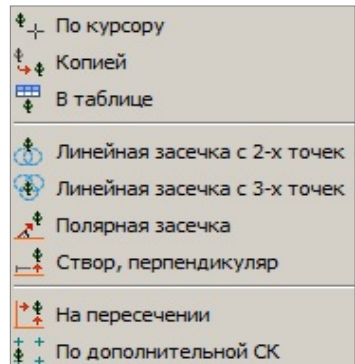 По курсору
Копией
В таблице
Линейная засечка с 2-х точек
Линейная засечка с 3-х точек
Полярная засечка
Створ, перпендикуляр
На пересечении
По дополнительной СК